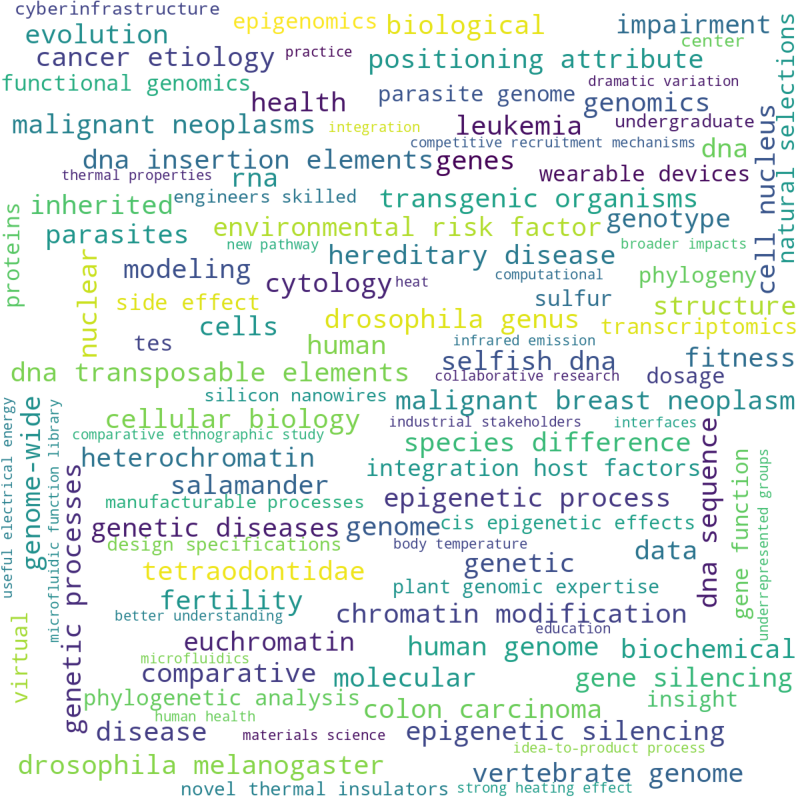 cyberinfrastructure
epigenomics
biological
impairment
evolution
center
cancer etiology
practice
positioning attribute
functional genomics
dramatic variation
health
parasite genome
genomics
natural selections
malignant neoplasms
integration
leukemia
undergraduate
competitive recruitment mechanisms
dna
dna insertion elements
genes
cell nucleus
thermal properties
rna
wearable devices
engineers skilled
transgenic organisms
inherited
proteins
environmental risk factor
genotype
parasites
new pathway
hereditary disease
broader impacts
nuclear
modeling
cytology
heat
computational
phylogeny
side effect
sulfur
structure
cells
drosophila genus
transcriptomics
tes
human
infrared emission
selfish dna
fitness
dna transposable elements
collaborative research
dosage
silicon nanowires
malignant breast neoplasm
useful electrical energy
genome-wide
microfluidic function library
cellular biology
industrial stakeholders
interfaces
comparative ethnographic study
species difference
dna sequence
heterochromatin
integration host factors
gene function
underrepresented groups
genetic processes
salamander
epigenetic process
manufacturable processes
genetic diseases
genome
cis epigenetic effects
design specifications
body temperature
data
tetraodontidae
genetic
plant genomic expertise
fertility
better understanding
chromatin modification
virtual
education
euchromatin
human genome
biochemical
microfluidics
comparative
molecular
gene silencing
phylogenetic analysis
insight
human health
colon carcinoma
disease
materials science
epigenetic silencing
idea-to-product process
drosophila melanogaster
vertebrate genome
novel thermal insulators
strong heating effect